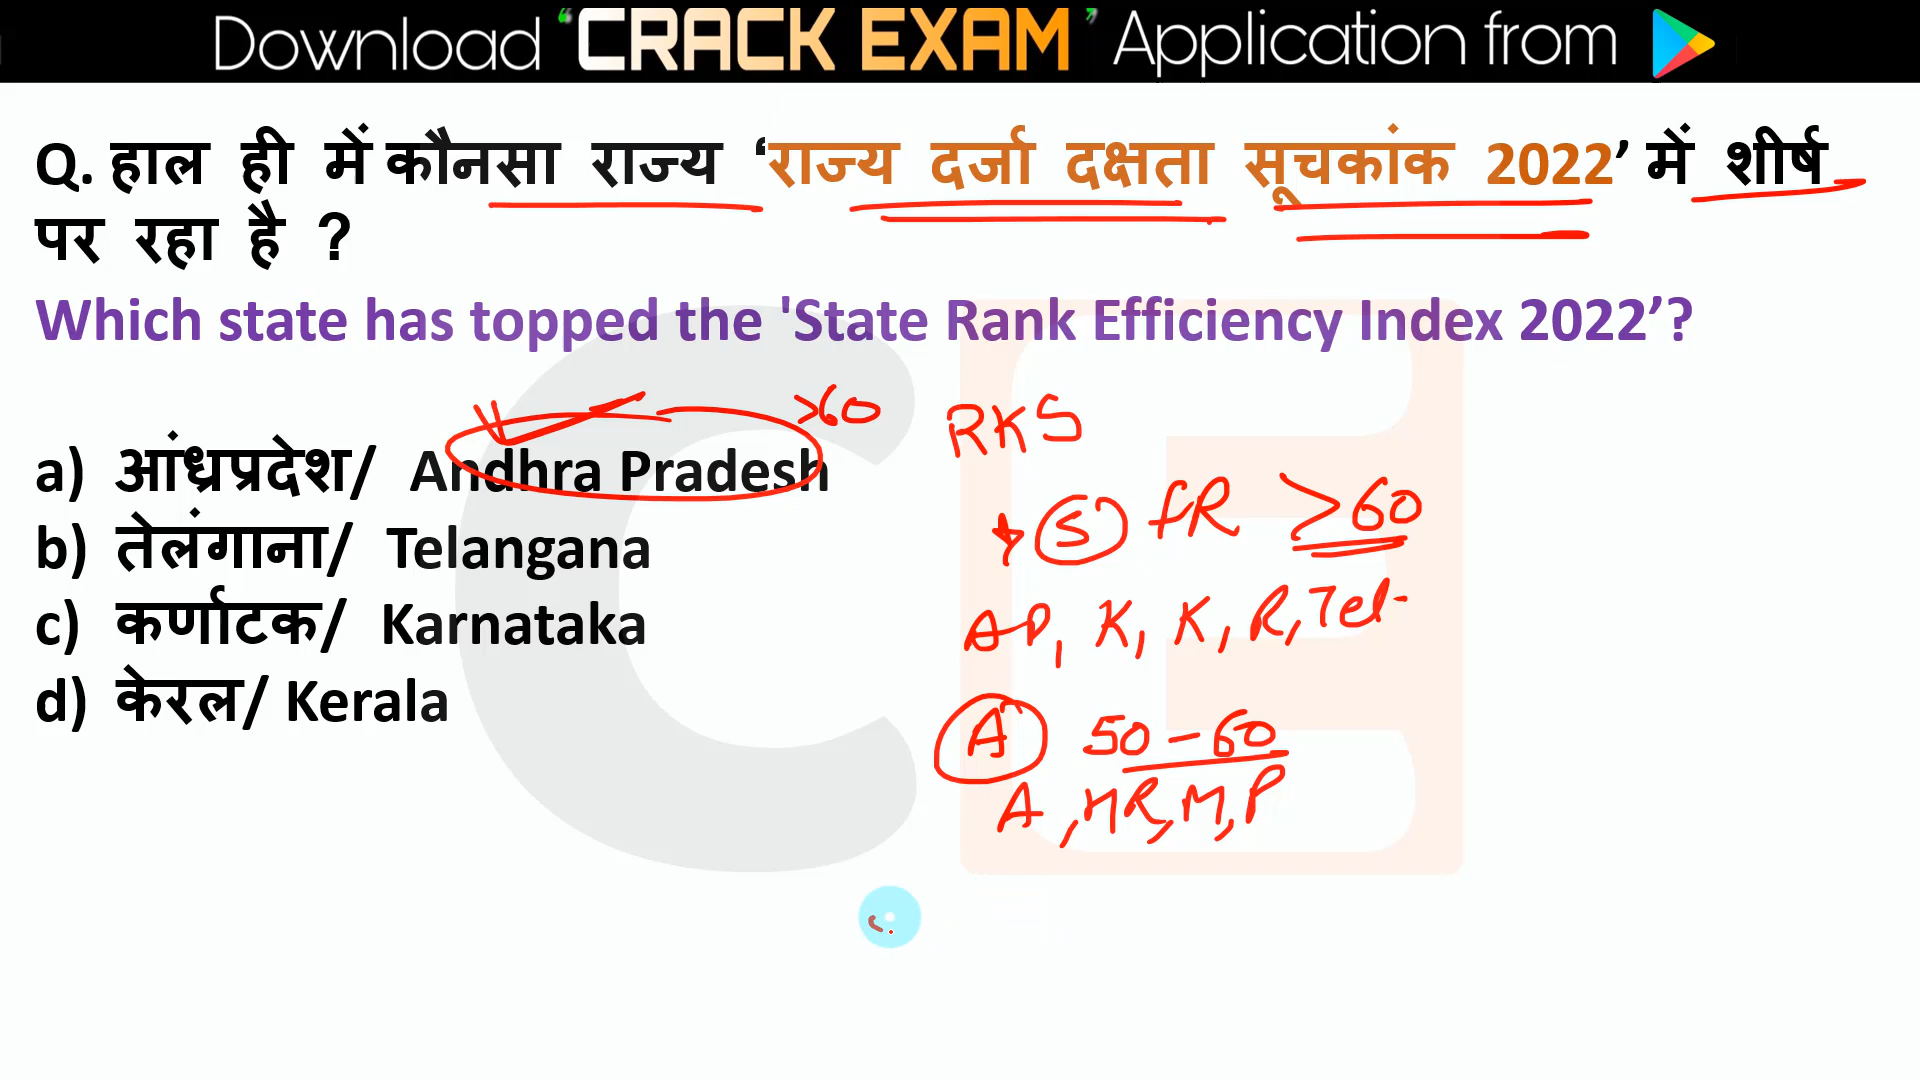 Download ‘CRACK EXAM’ Application from
Q. हाल ही में कौनसा राज्य ‘राज्य दर्जा दक्षता सूचकांक 2022’ में शीर्ष
पर रहा है ?
Which state has topped the 'State Rank Efficiency Index 2022’?
>60
RKS
a) आंध्रप्रदेश/ Andhra Pradesh
S FR >60
b) तेलंगाना/ Telangana
c) कर्णाटक/ Karnataka
AP, K, K, R, Tel-
d) केरल/ Kerala
A 50-60
A, HR, M, P